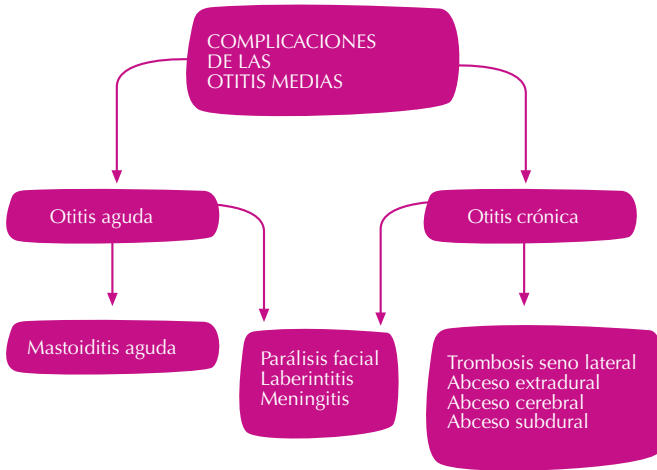 COMPLICACIONES
DE LAS
OTITIS MEDIAS
Otitis aguda
Otitis crónica
Mastoiditis aguda
Parálisis facial
Laberintitis
Meningitis
Trombosis seno lateral
Abceso extradural
Abceso cerebral
Abceso subdural